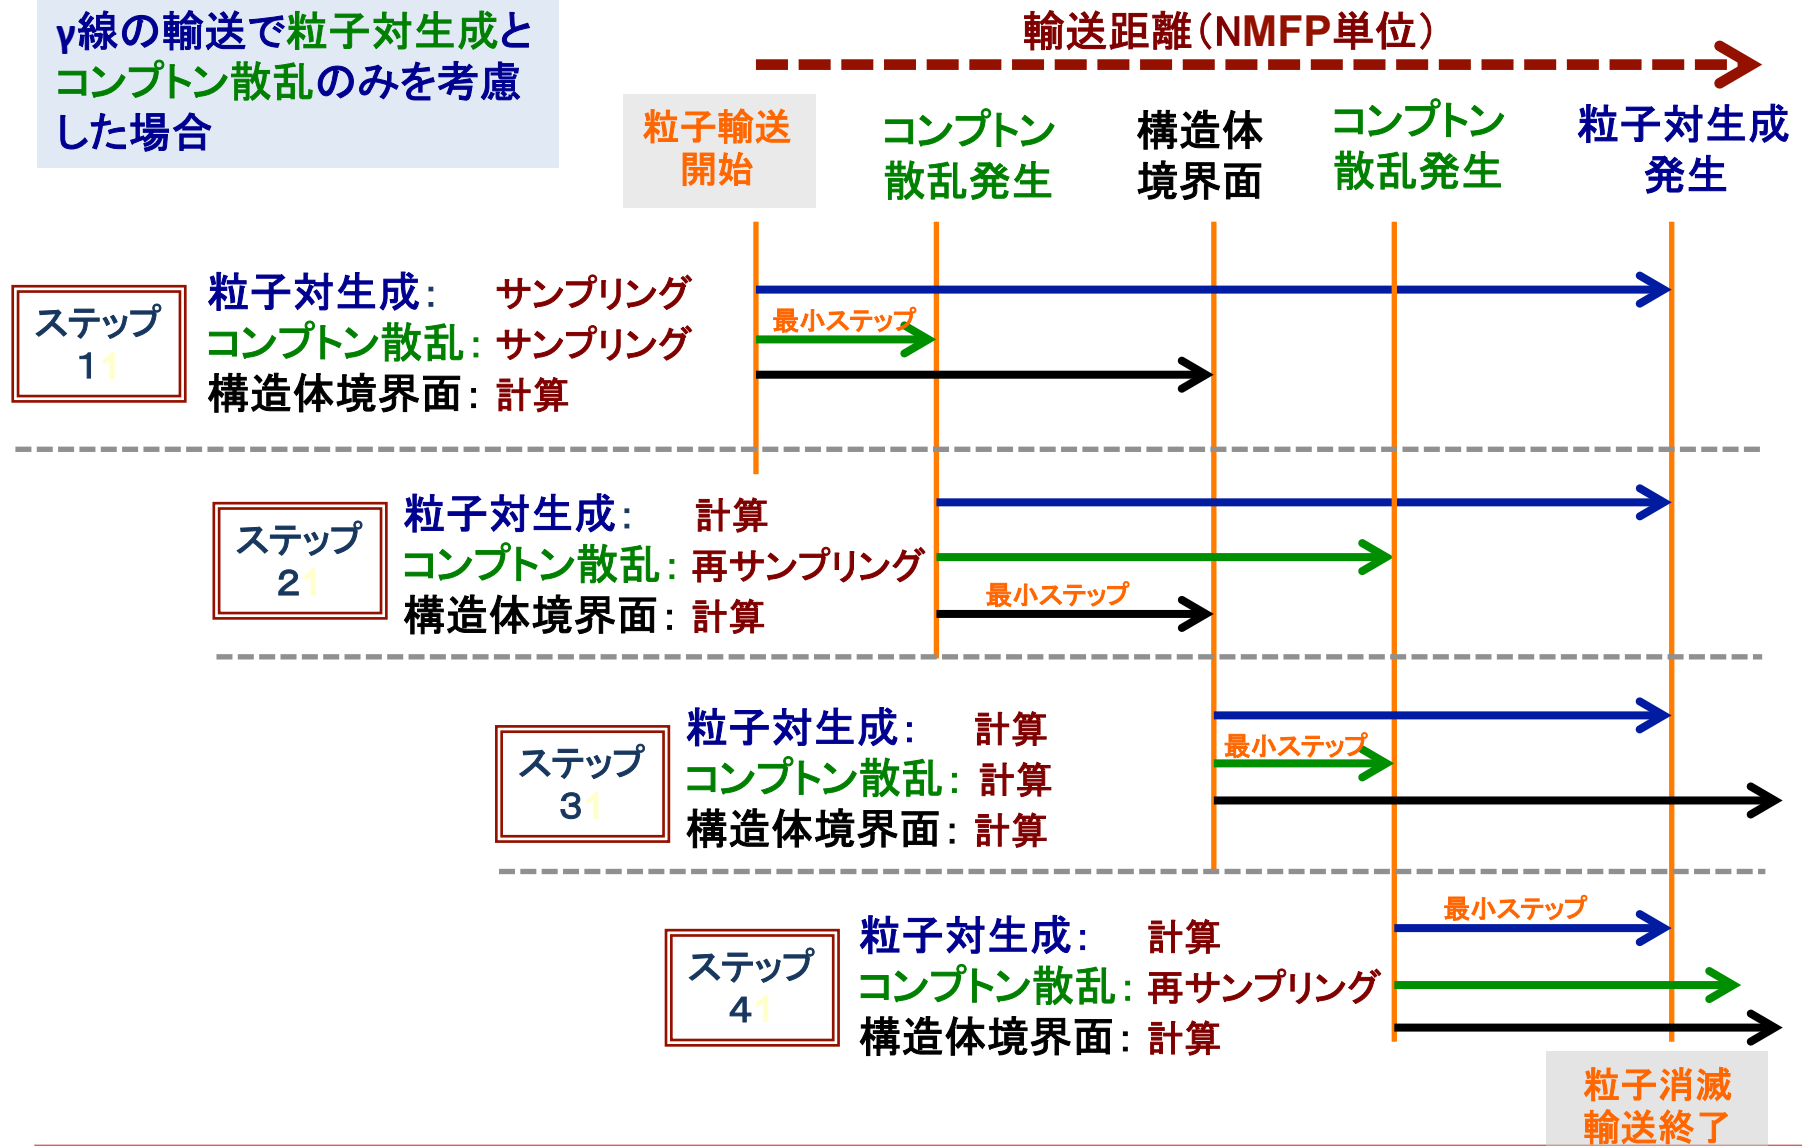 γ線の輸送で粒子対生成と
コンプトン散乱のみを考慮
した場合
輸送距離(NMFP単位)
粒子輸送
開始
コンプトン
散乱発生
構造体
境界面
コンプトン
散乱発生
粒子対生成
発生
ステップ
1 1
粒子対生成: サンプリング
コンプトン散乱: サンプリング
構造体境界面: 計算
最小ステップ
ステップ
2 1
粒子対生成: 計算
コンプトン散乱: 再サンプリング
構造体境界面: 計算
最小ステップ
ステップ
3 1
粒子対生成: 計算
コンプトン散乱: 計算
構造体境界面: 計算
最小ステップ
ステップ
4 1
粒子対生成: 計算
コンプトン散乱: 再サンプリング
構造体境界面: 計算
最小ステップ
粒子消滅
輸送終了